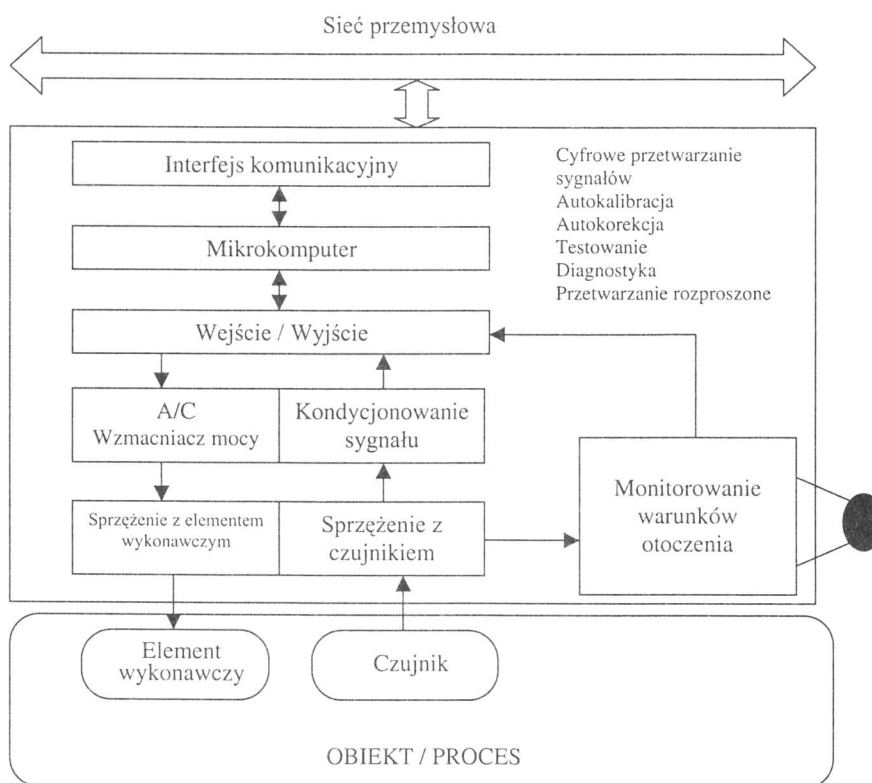 Sieć przemysłowa
Interfejs komunikacyjny
Mikrokomputer
Wejście / Wyjście
A/C
Wzmacniacz mocy
Kondycjonowanie
sygnału
Sprzężenie z elementem
wykonawczym
Sprzężenie z
czujnikiem
Cyfrowe przetwarzanie
sygnałów
Autokalibracja
Autokorekcja
Testowanie
Diagnostyka
Przetwarzanie rozproszone
Monitorowanie
warunków
otoczenia
Element
wykonawczy
Czujnik
OBIEKT / PROCES